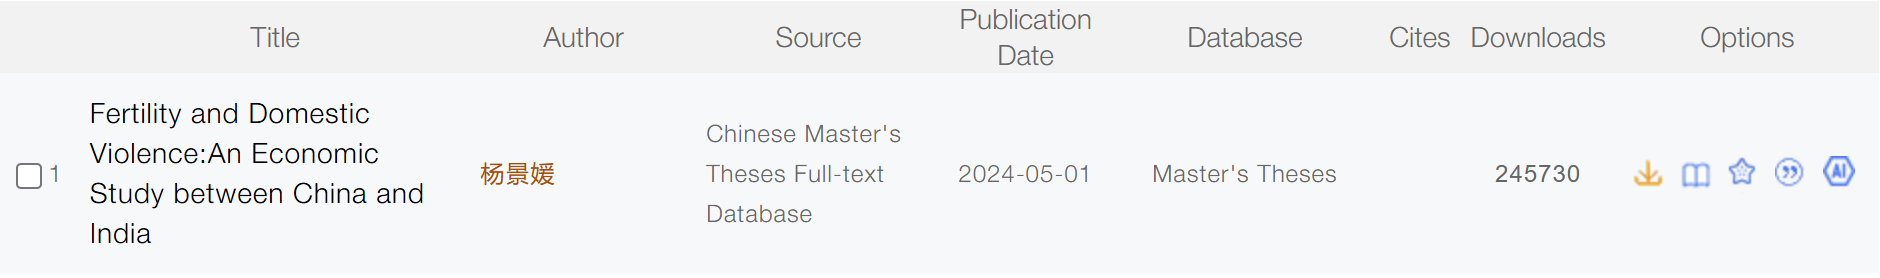 Title Author Source Publication Date Database Cites Downloads Options
1 Fertility and Domestic
Violence:An Economic
Study between China and
India
杨景媛
Chinese Master's
Theses Full-text
Database
2024-05-01
Master's Theses
245730
AI